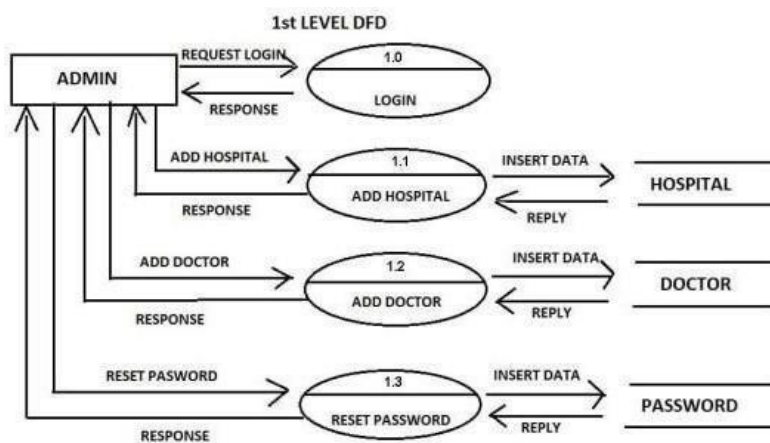 1st LEVEL DFD
REQUEST LOGIN
1.0
ADMIN
LOGIN
RESPONSE
1.1
ADD HOSPITAL
INSERT DATA
HOSPITAL
ADD HOSPITAL
RESPONSE
REPLY
1.2
ADD DOCTOR
INSERT DATA
DOCTOR
ADD DOCTOR
REPLY
RESPONSE
RESET PASWORD
1.3
INSERT DATA
PASSWORD
RESET PASSWORD
REPLY
RESPONSE